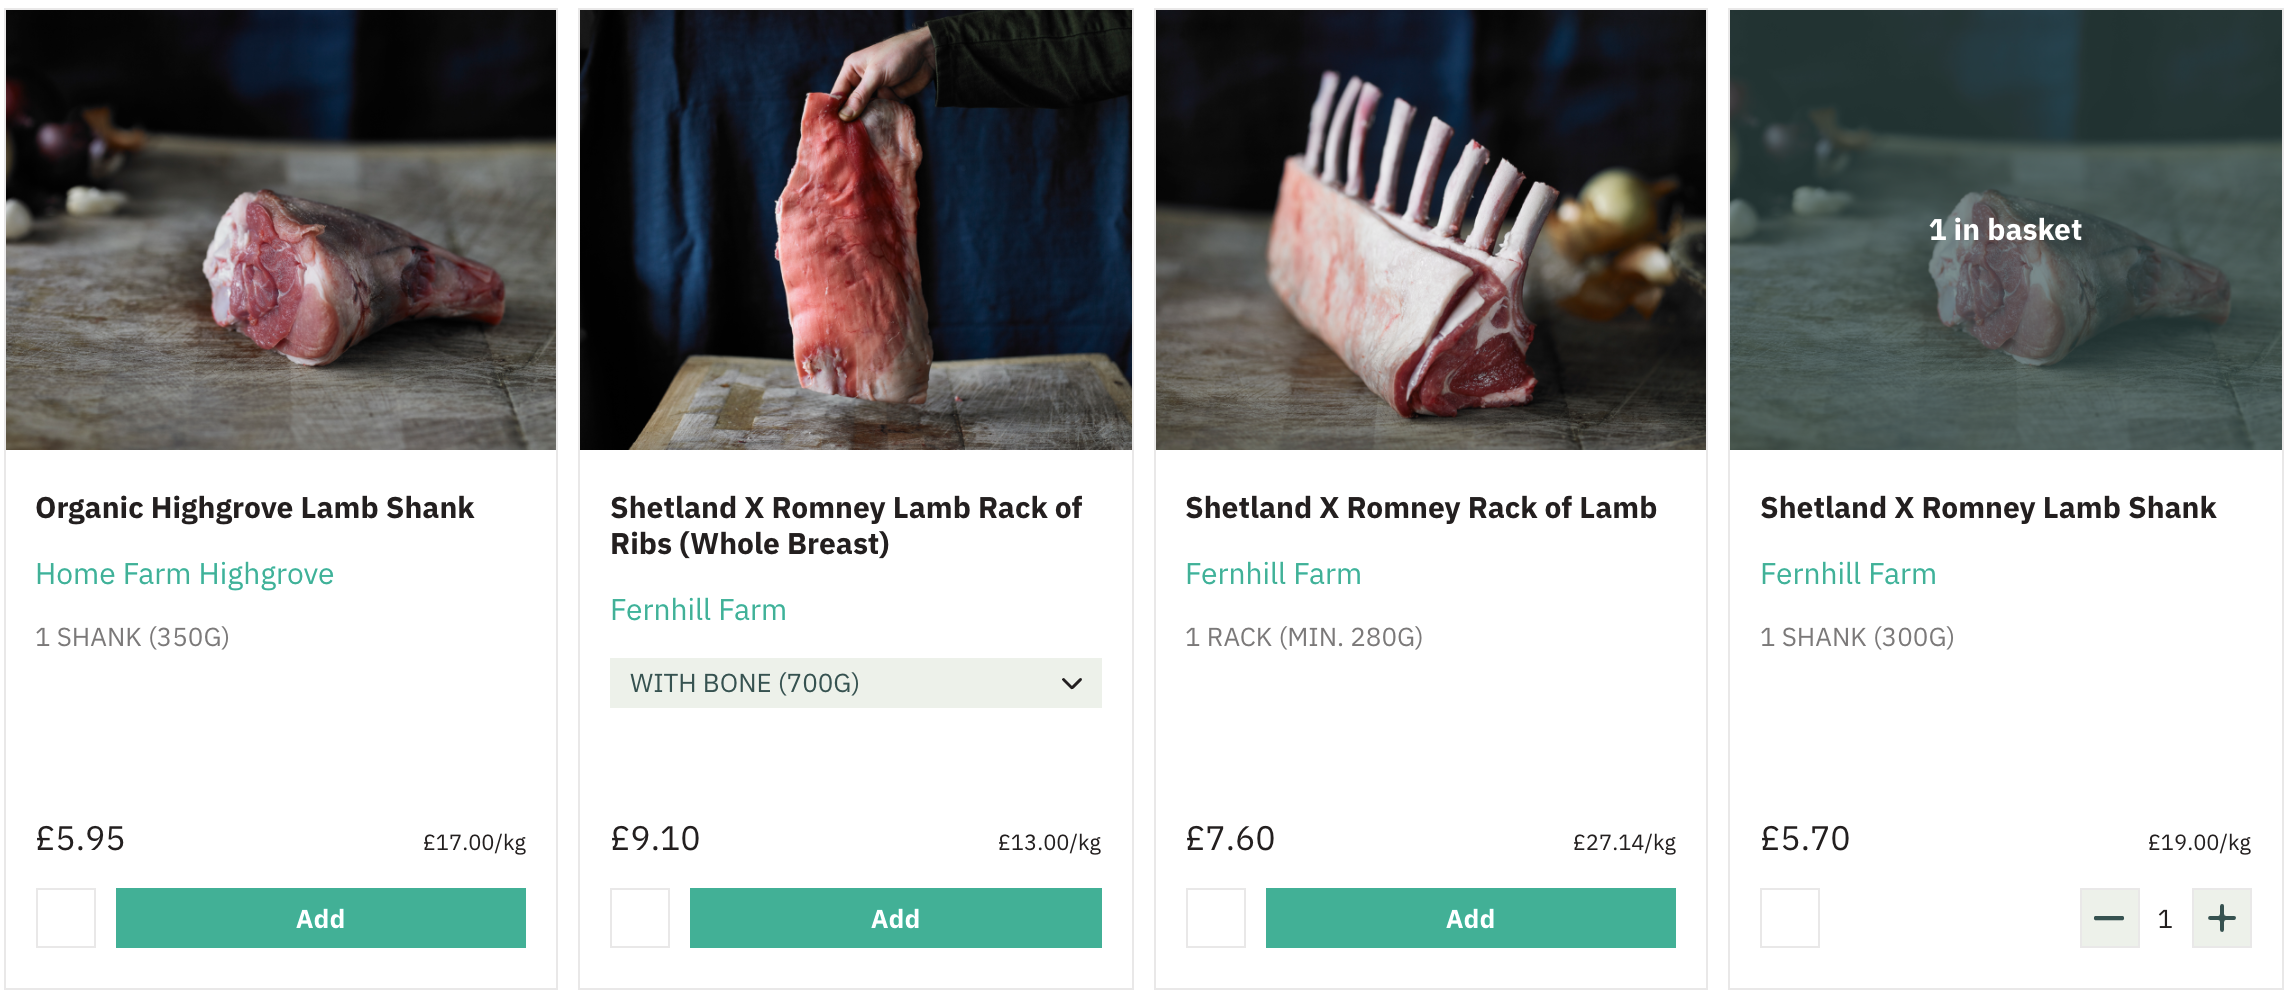 Organic Highgrove Lamb Shank
Home Farm Highgrove
1 SHANK (350G)
£5.95 £17.00/kg
Add
Shetland X Romney Lamb Rack of
Ribs (Whole Breast)
Fernhill Farm
WITH BONE (700G)
£9.10 £13.00/kg
Add
Shetland X Romney Rack of Lamb
Fernhill Farm
1 RACK (MIN. 280G)
£7.60 £27.14/kg
Add
1 in basket
Shetland X Romney Lamb Shank
Fernhill Farm
1 SHANK (300G)
£5.70 £19.00/kg
1